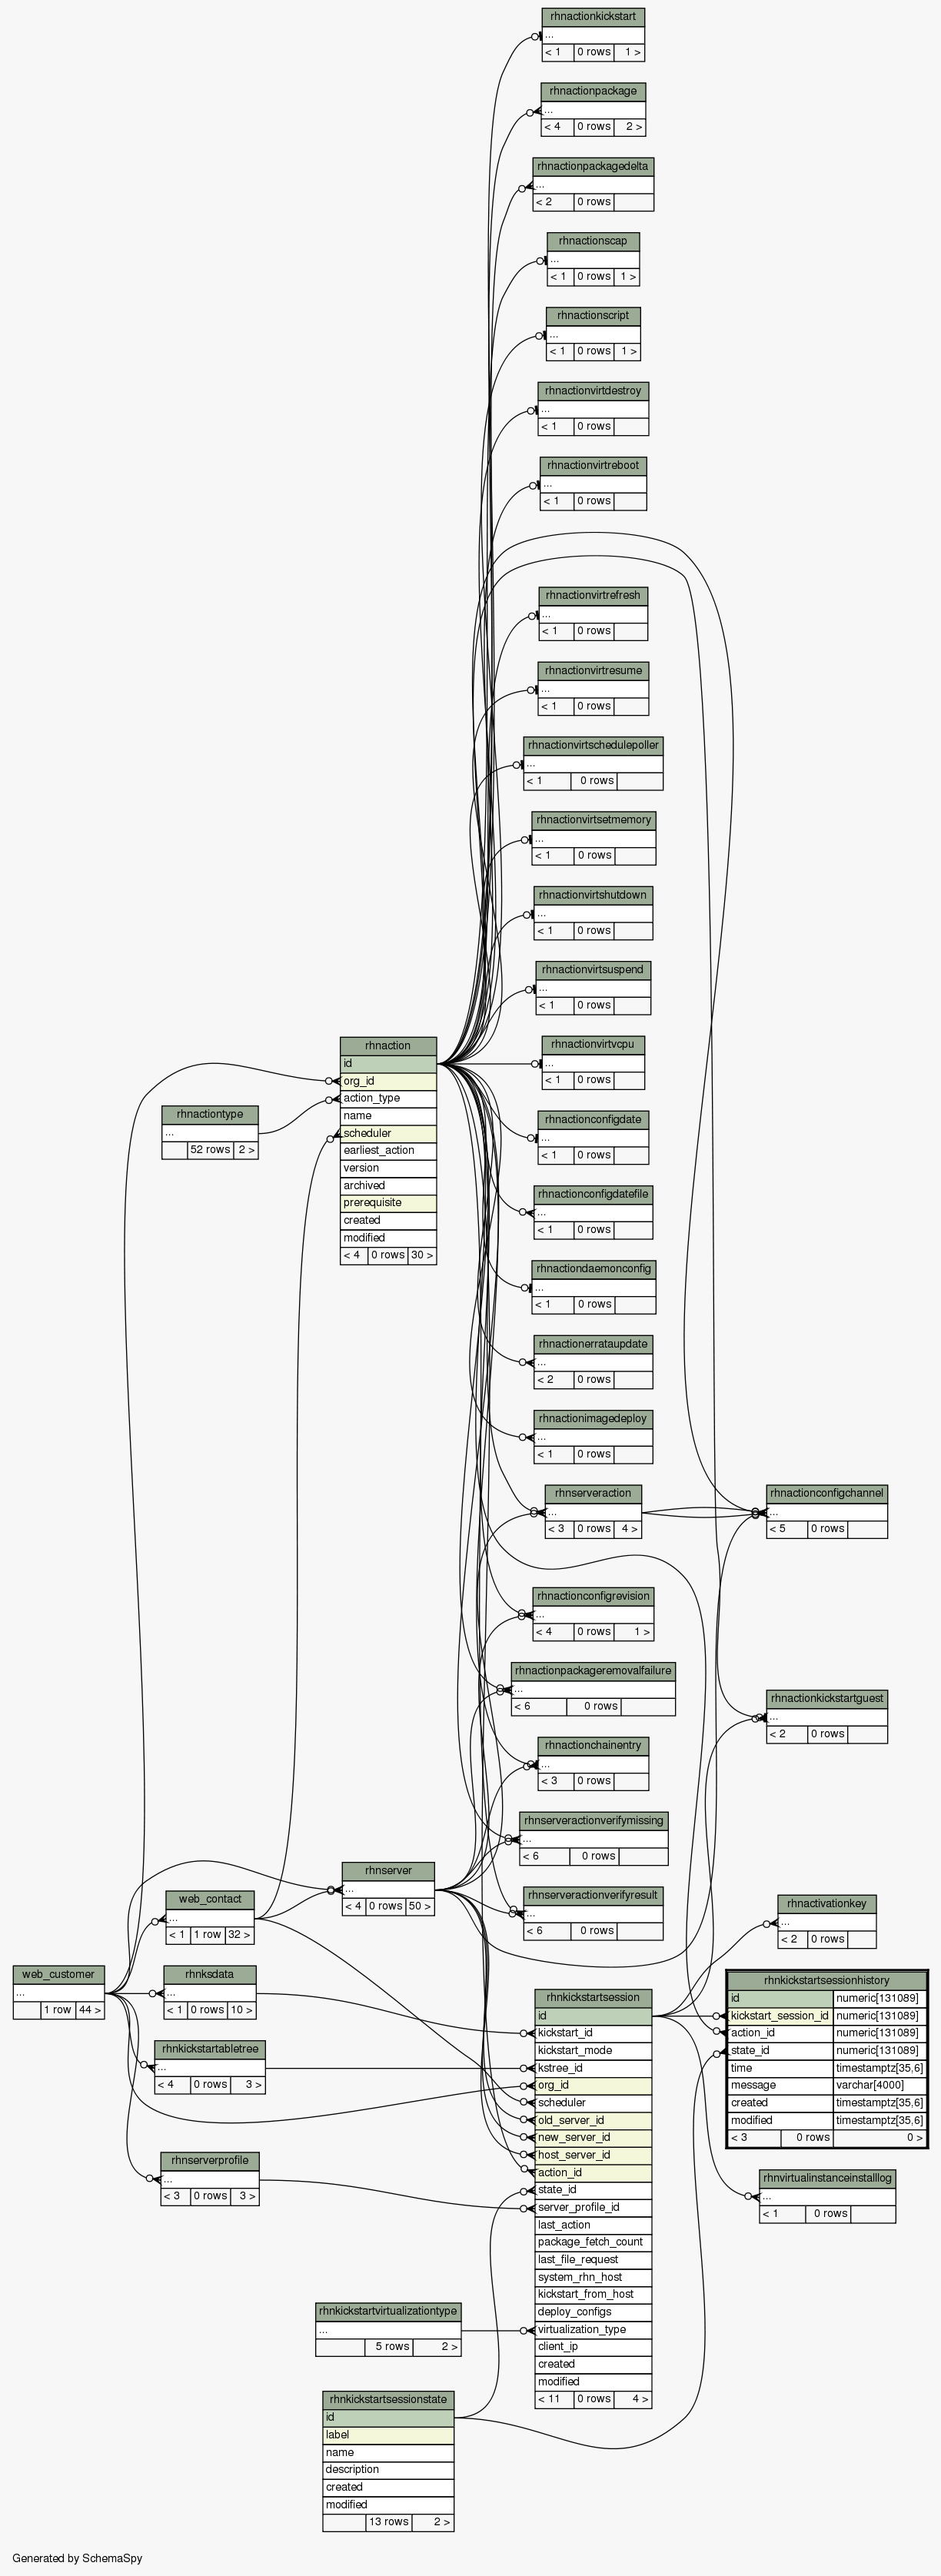 rhnactionkickstart
...
< 1 0 rows 1 >
rhnactionpackage
...
< 4 0 rows 2 >
rhnactionpackagedelta
...
< 2 0 rows
rhnactionscap
...
< 1 0 rows 1 >
rhnactionscript
...
< 1 0 rows 1 >
rhnactionvirtdestroy
...
< 1 0 rows
rhnactionvirtreboot
...
< 1 0 rows
rhnactionvirtrefresh
...
< 1 0 rows
rhnactionvirtresume
...
< 1 0 rows
rhnactionvirtschedulepoller
...
< 1 0 rows
rhnactionvirtsetmemory
...
< 1 0 rows
rhnactionvirtshutdown
...
< 1 0 rows
rhnactionvirtsuspend
...
< 1 0 rows
rhnactionvirtvcpu
...
< 1 0 rows
rhnaction
id
org_id
action_type
name
scheduler
earliest_action
version
archived
prerequisite
created
modified
< 4 0 rows 30 >
rhnactiontype
...
52 rows 2 >
rhnactionconfigdate
...
< 1 0 rows
rhnactionconfigdatefile
...
< 1 0 rows
rhnactiondaemonconfig
...
< 1 0 rows
rhnactionerrataupdate
...
< 2 0 rows
rhnactionimagedeploy
...
< 1 0 rows
rhnserveraction
...
< 3 0 rows 4 >
rhnactionconfigchannel
...
< 5 0 rows
rhnactionconfigrevision
...
< 4 0 rows 1 >
rhnactionpackageremovalfailure
...
< 6 0 rows
rhnactionkickstartguest
...
< 2 0 rows
rhnactionchainentry
...
< 3 0 rows
rhnserveractionverifymissing
...
< 6 0 rows
rhnserver
...
< 4 0 rows 50 >
rhnserveractionverifyresult
...
< 6 0 rows
web_contact
...
< 1 1 row 32 >
rhnactivationkey
...
< 2 0 rows
web_customer
...
1 row 44 >
rhnksdata
...
< 1 0 rows 10 >
rhnkickstartabletree
...
< 4 0 rows 3 >
rhnserverprofile
...
< 3 0 rows 3 >
rhnkickstartsession
id
kickstart_id
kickstart_mode
kstree_id
org_id
scheduler
old_server_id
new_server_id
host_server_id
action_id
state_id
server_profile_id
last_action
package_fetch_count
last_file_request
system_rhn_host
kickstart_from_host
deploy_configs
virtualization_type
client_ip
created
modified
< 11 0 rows 4 >
rhnkickstartsessionhistory
id numeric[131089]
kickstart_session_id numeric[131089]
action_id numeric[131089]
state_id numeric[131089]
time timestamptz[35,6]
message varchar[4000]
created timestamptz[35,6]
modified timestamptz[35,6]
< 3 0 rows 0 >
rhnvirtualinstanceinstalllog
...
< 1 0 rows
rhnkickstartvirtualizationtype
...
5 rows 2 >
rhnkickstartsessionstate
id
label
name
description
created
modified
13 rows 2 >
Generated by SchemaSpy